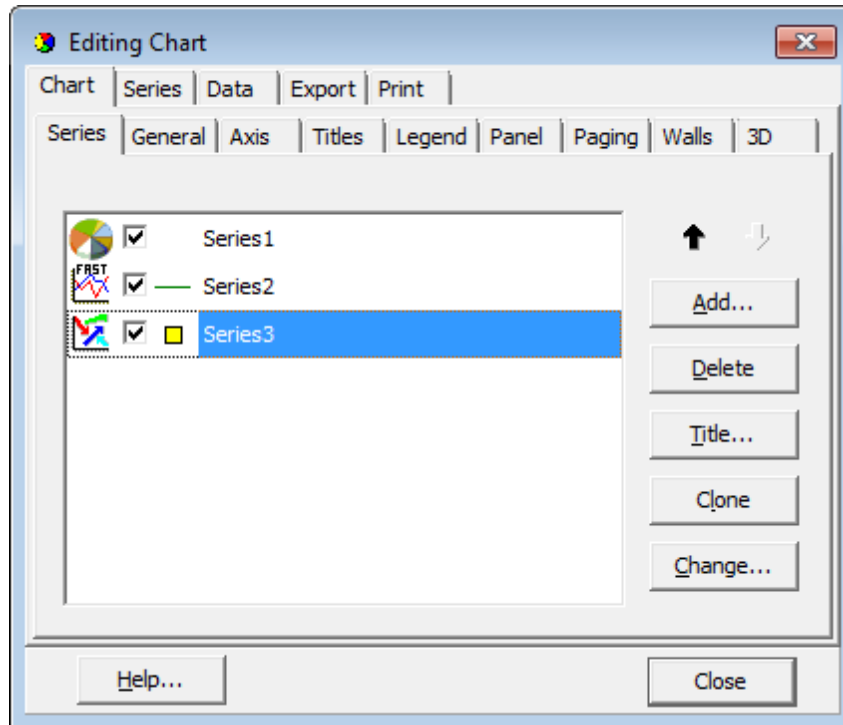 Editing Chart
Chart Series Data Export Print
Series General Axis Titles Legend Panel Paging Walls 3D
Series1
FAST
Series2
Add...
Series3
Delete
Title...
Clone
Change...
Help... Close